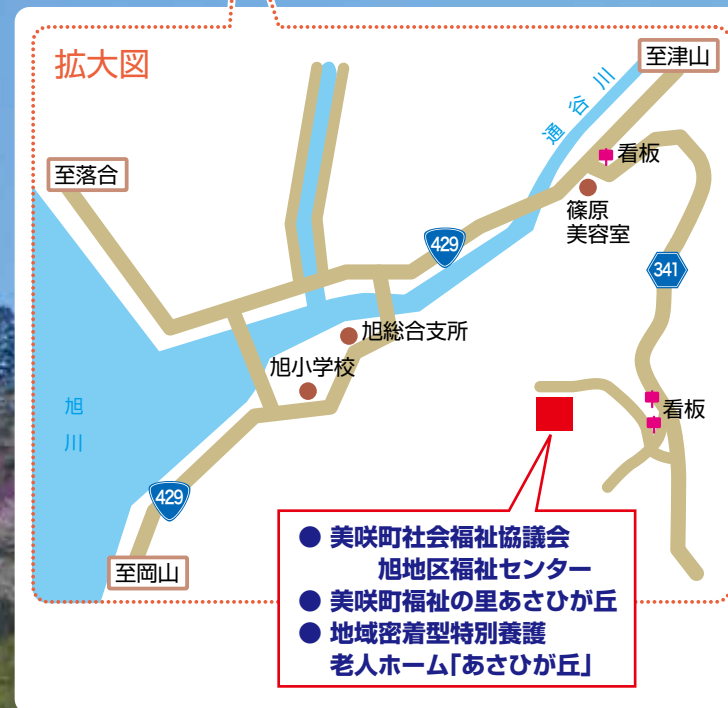 拡大図
至津山
通谷川
看板
至落合
篠原
美容室
429
341
旭総合支所
旭小学校
旭川
看板
429
至岡山
● 美咲町社会福祉協議会
旭地区福祉センター
● 美咲町福祉の里あさひが丘
● 地域密着型特別養護
老人ホーム「あさひが丘」